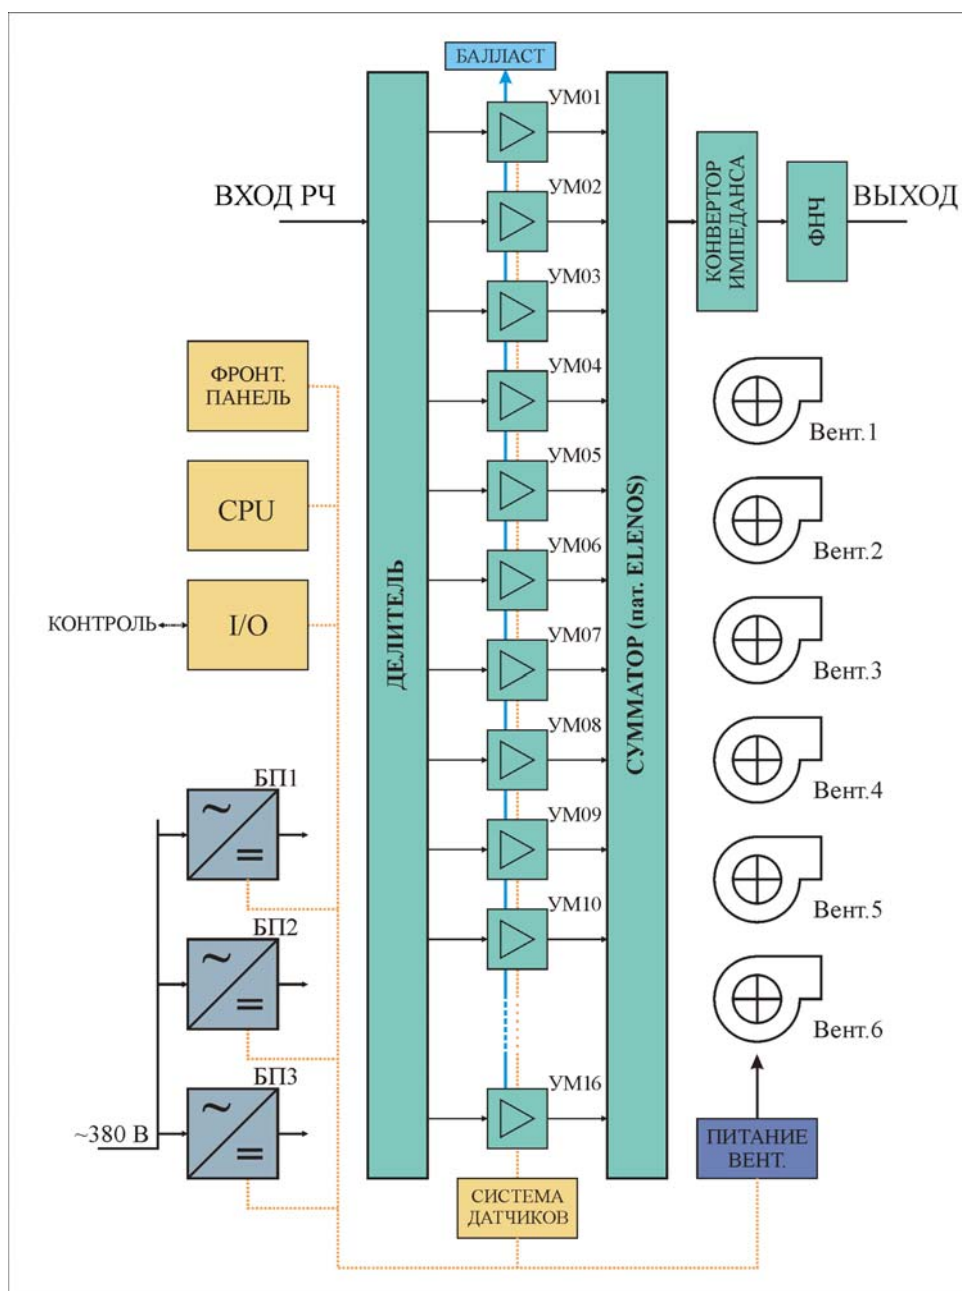 БАЛЛАСТ
УМ01
ВХОД РЧ
УМ02
КОНВЕРТОР
ИМПЕДАНСА
ФНЧ
ВЫХОД
УМ03
ФРОНТ.
ПАНЕЛЬ
УМ04
Вент.1
CPU
УМ05
Вент.2
ДЕЛИТЕЛЬ
СУММАТОР (пат. ELENOS)
УМ06
КОНТРОЛЬ
I/O
УМ07
Вент.3
УМ08
Вент.4
БП1
~
=
УМ09
Вент.5
БП2
~
=
УМ10
Вент.6
БП3
~
=
~380 В
УМ16
ПИТАНИЕ
ВЕНТ.
СИСТЕМА
ДАТЧИКОВ